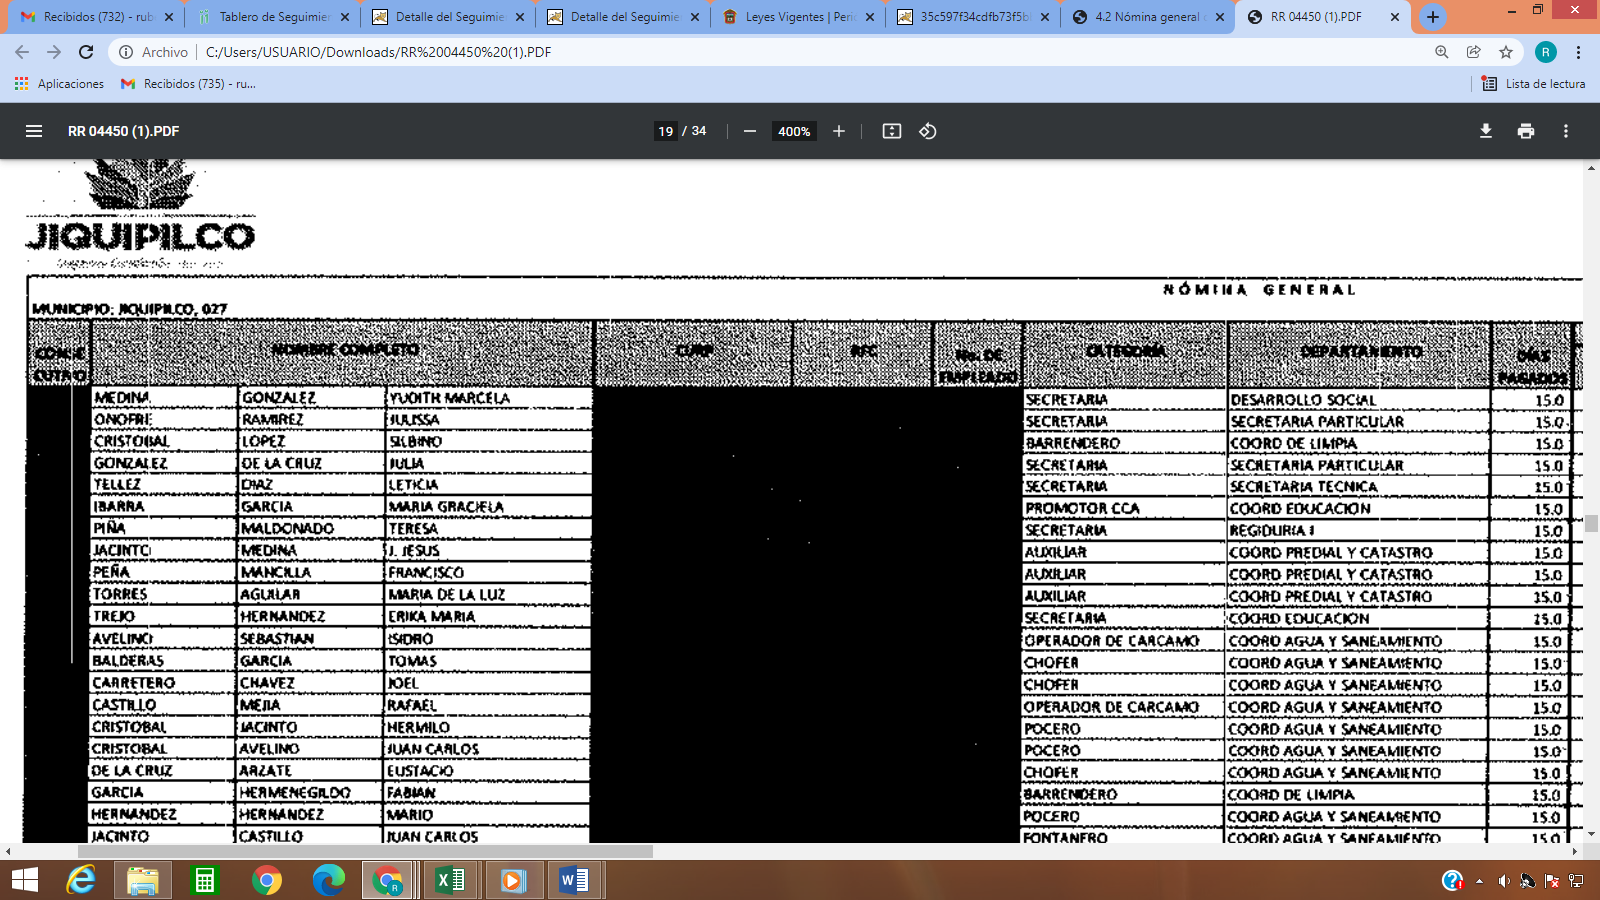 Recibidos (732) - rub
Tablero de Seguimien
Detalle del Seguimie
Detalle del Seguimie
Leyes Vigentes | Peri
35c597f34cdfb73f5b
4.2 Nómina general
RR 04450 (1).PDF
Archivo C:/Users/USUARIO/Downloads/RR%2004450%20(1).PDF R
Aplicaciones Recibidos (735) - ru... Lista de lectura
RR 04450 (1).PDF 19 / 34 400%
JIQUIPILCO
NÓMINA GENERAL
MUNICIPIO: JIQUIPILCO, 027
CONSECUTIVO NOMBRE COMPLETO CURP RFC No. DE EMPLEADO CATEGORÍA DEPARTAMENTO DÍAS PAGADOS
MEDINA GONZALEZ YUDITH MARCELA SECRETARIA DESARROLLO SOCIAL 15.0
ONOFRE RAMIREZ JULISSA SECRETARIA SECRETARIA PARTICULAR 15.0
CRISTOBAL LOPEZ SILBINO BARRENDERO COORD DE LIMPIA 15.0
GONZALEZ DE LA CRUZ JULIA SECRETARIA SECRETARIA PARTICULAR 15.0
TELLEZ DIAZ LETICIA SECRETARIA SECRETARIA TECNICA 15.0
IBARRA GARCIA MARIA GRACIELA PROMOTOR CCA COORD EDUCACION 15.0
PIÑA MALDONADO TERESA SECRETARIA REGIDURIA I 15.0
JACINTO MEDINA J. JESUS AUXILIAR COORD PREDIAL Y CATASTRO 15.0
PEÑA MANCILLA FRANCISCO AUXILIAR COORD PREDIAL Y CATASTRO 15.0
TORRES AGUILAR MARIA DE LA LUZ AUXILIAR COORD PREDIAL Y CATASTRO 15.0
TREJO HERNANDEZ ERIKA MARIA SECRETARIA COORD EDUCACION 15.0
AVELINO SEBASTIAN ISIDRO OPERADOR DE CARCAMO COORD AGUA Y SANEAMIENTO 15.0
BALDERAS GARCIA TOMAS CHOFER COORD AGUA Y SANEAMIENTO 15.0
CARRETERO CHAVEZ JOEL CHOFER COORD AGUA Y SANEAMIENTO 15.0
CASTILLO MEJIA RAFAEL OPERADOR DE CARCAMO COORD AGUA Y SANEAMIENTO 15.0
CRISTOBAL JACINTO HERMILO POCERO COORD AGUA Y SANEAMIENTO 15.0
CRISTOBAL AVELINO JUAN CARLOS POCERO COORD AGUA Y SANEAMIENTO 15.0
DE LA CRUZ ARZATE EUSTACIO CHOFER COORD AGUA Y SANEAMIENTO 15.0
GARCIA HERMENEGILDO FABIAN BARRENDERO COORD DE LIMPIA 15.0
HERNANDEZ HERNANDEZ MARIO POCERO COORD AGUA Y SANEAMIENTO 15.0
JACINTO CASTILLO JUAN CARLOS FONTANERO COORD AGUA Y SANEAMIENTO 15.0